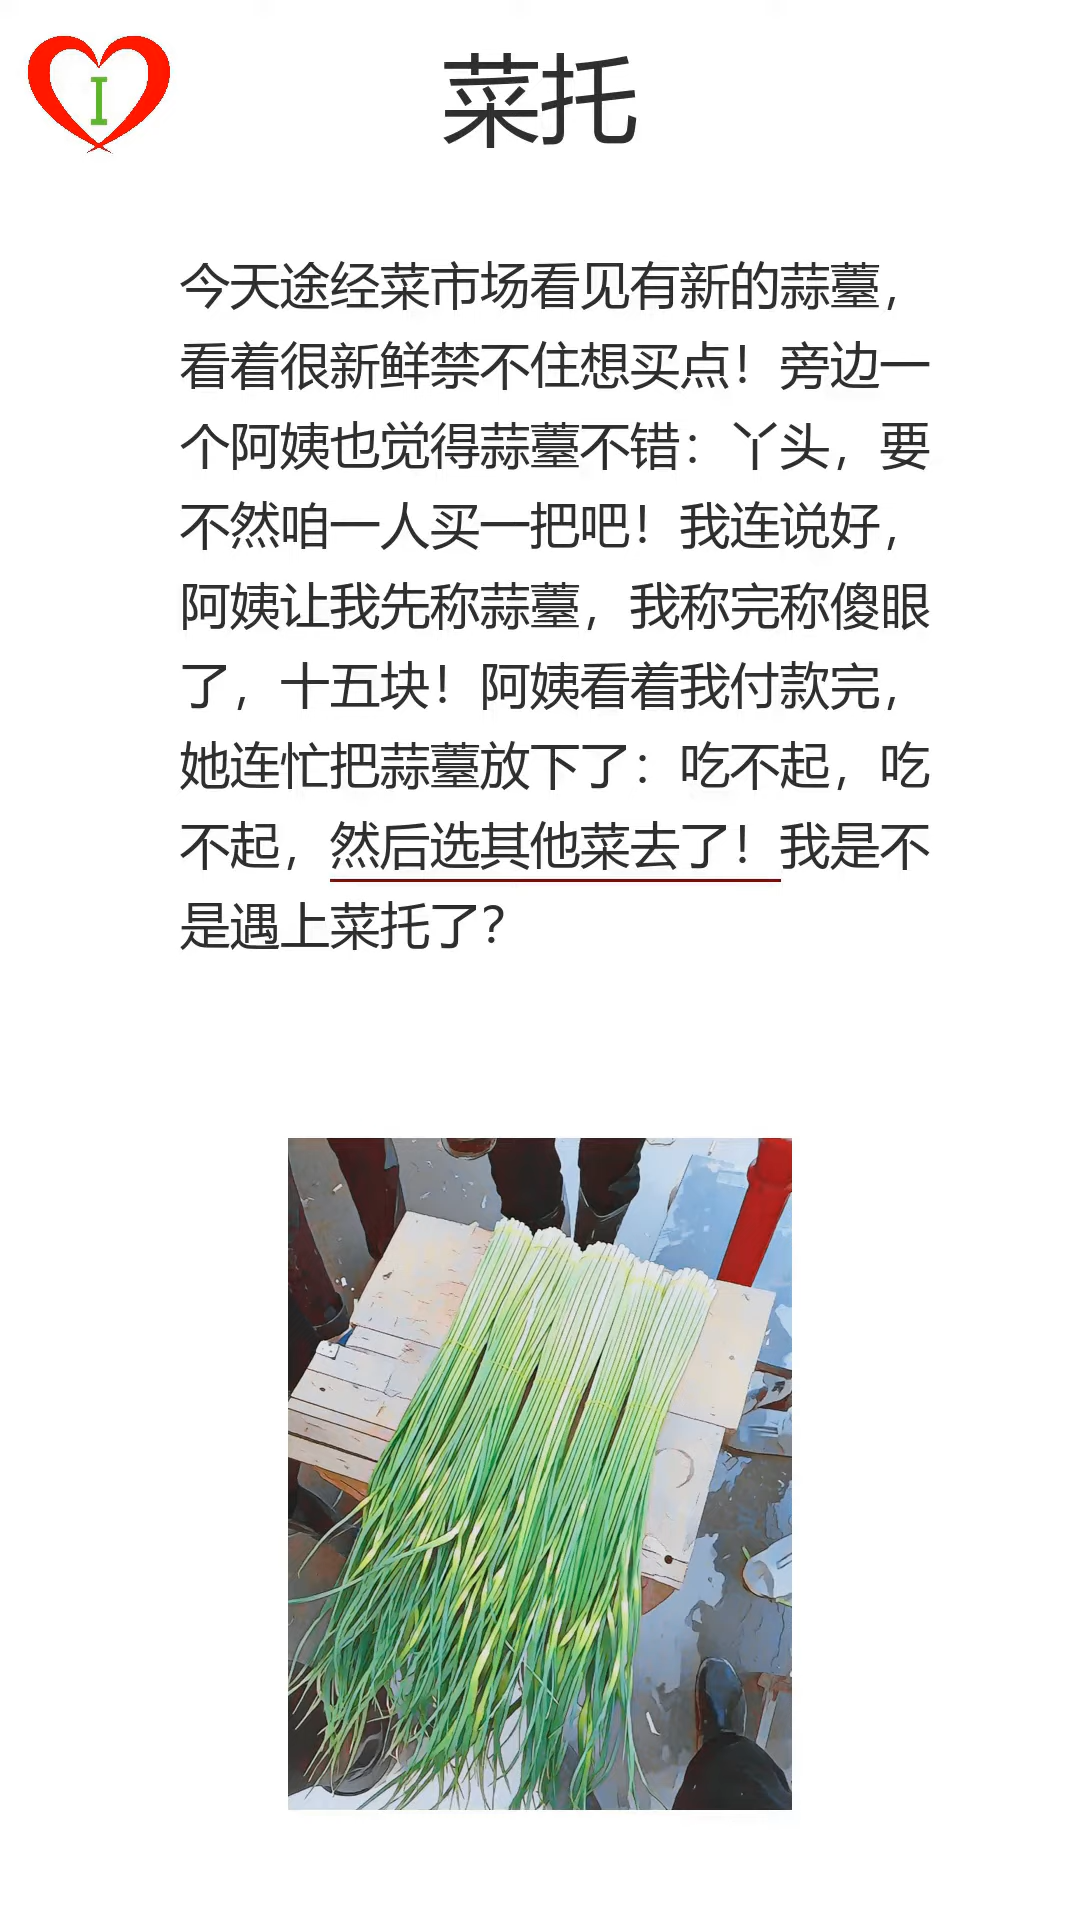 I
菜托
今天途经菜市场看见有新的蒜薹，
看着很新鲜禁不住想买点！旁边一
个阿姨也觉得蒜薹不错：丫头，要
不然咱一人买一把吧！我连说好，
阿姨让我先称蒜薹，我称完称傻眼
了，十五块！阿姨看着我付款完，
她连忙把蒜薹放下了：吃不起，吃
不起，然后选其他菜去了！我是不
是遇上菜托了？